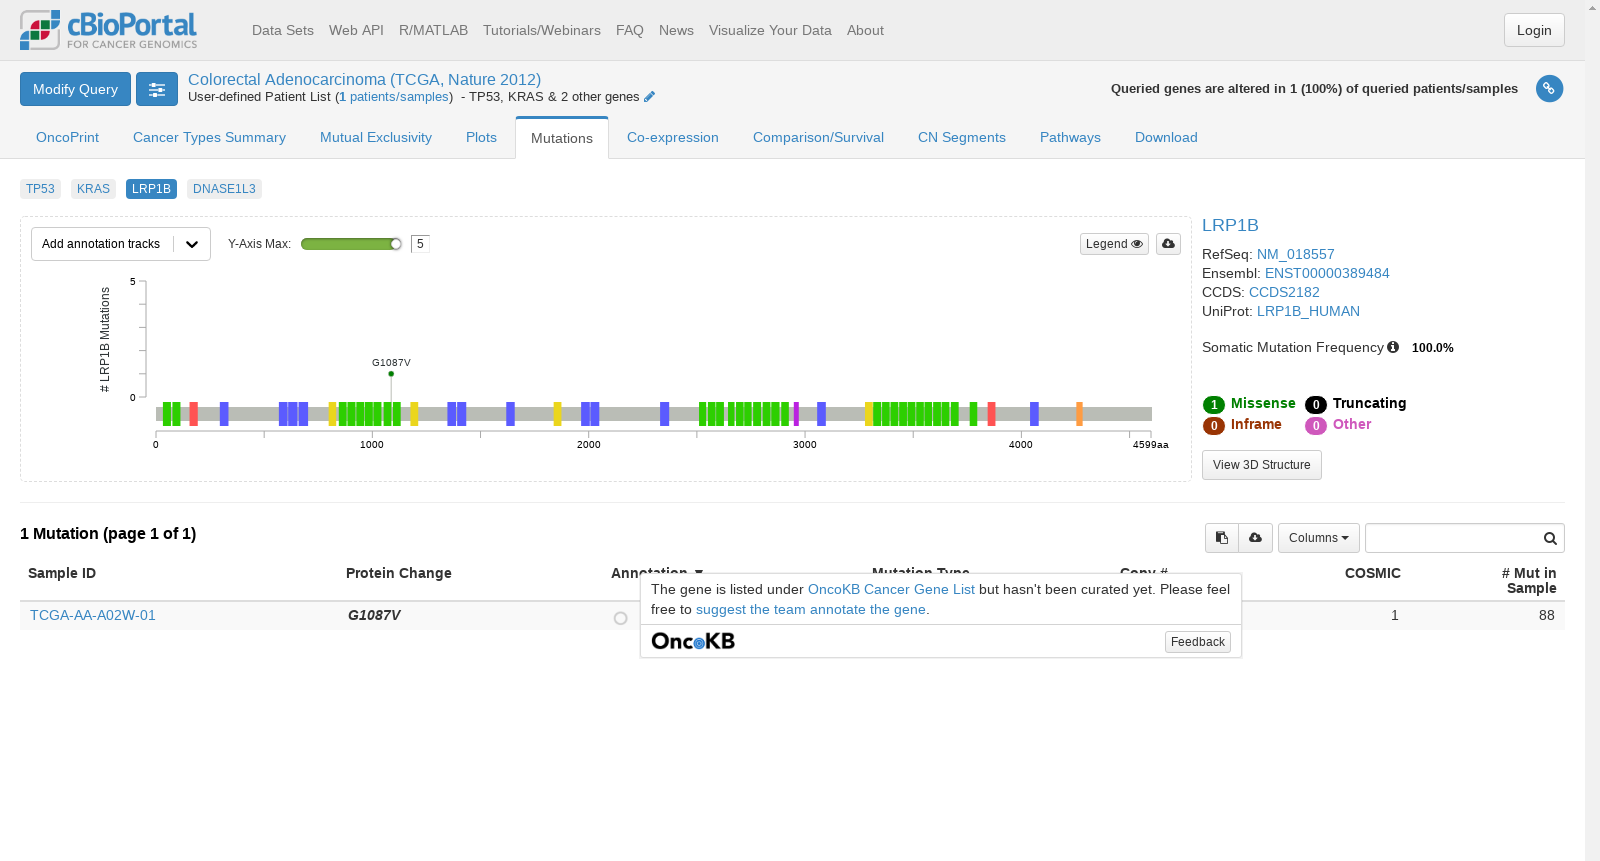 cBioPortal
FOR CANCER GENOMICS
Data Sets Web API R/MATLAB Tutorials/Webinars FAQ News Visualize Your Data About
Login
Modify Query
Colorectal Adenocarcinoma (TCGA, Nature 2012)
User-defined Patient List (1 patients/samples) - TP53, KRAS & 2 other genes
Queried genes are altered in 1 (100%) of queried patients/samples
OncoPrint Cancer Types Summary Mutual Exclusivity Plots Mutations Co-expression Comparison/Survival CN Segments Pathways Download
TP53 KRAS LRP1B DNASE1L3
Add annotation tracks
Y-Axis Max: 5
Legend
5
# LRP1B Mutations
G1087V
0
0 1000 2000 3000 4000 4599aa
LRP1B
RefSeq: NM_018557
Ensembl: ENST00000389484
CCDS: CCDS2182
UniProt: LRP1B_HUMAN
Somatic Mutation Frequency 100.0%
1 Missense 0 Truncating
0 Inframe 0 Other
View 3D Structure
1 Mutation (page 1 of 1)
Columns
Sample ID Protein Change Annotation ▼ Mutation Type Copy # COSMIC # Mut in
Sample
TCGA-AA-A02W-01 G1087V 1 88
The gene is listed under OncoKB Cancer Gene List but hasn't been curated yet. Please feel
free to suggest the team annotate the gene.
OncoKB
Feedback